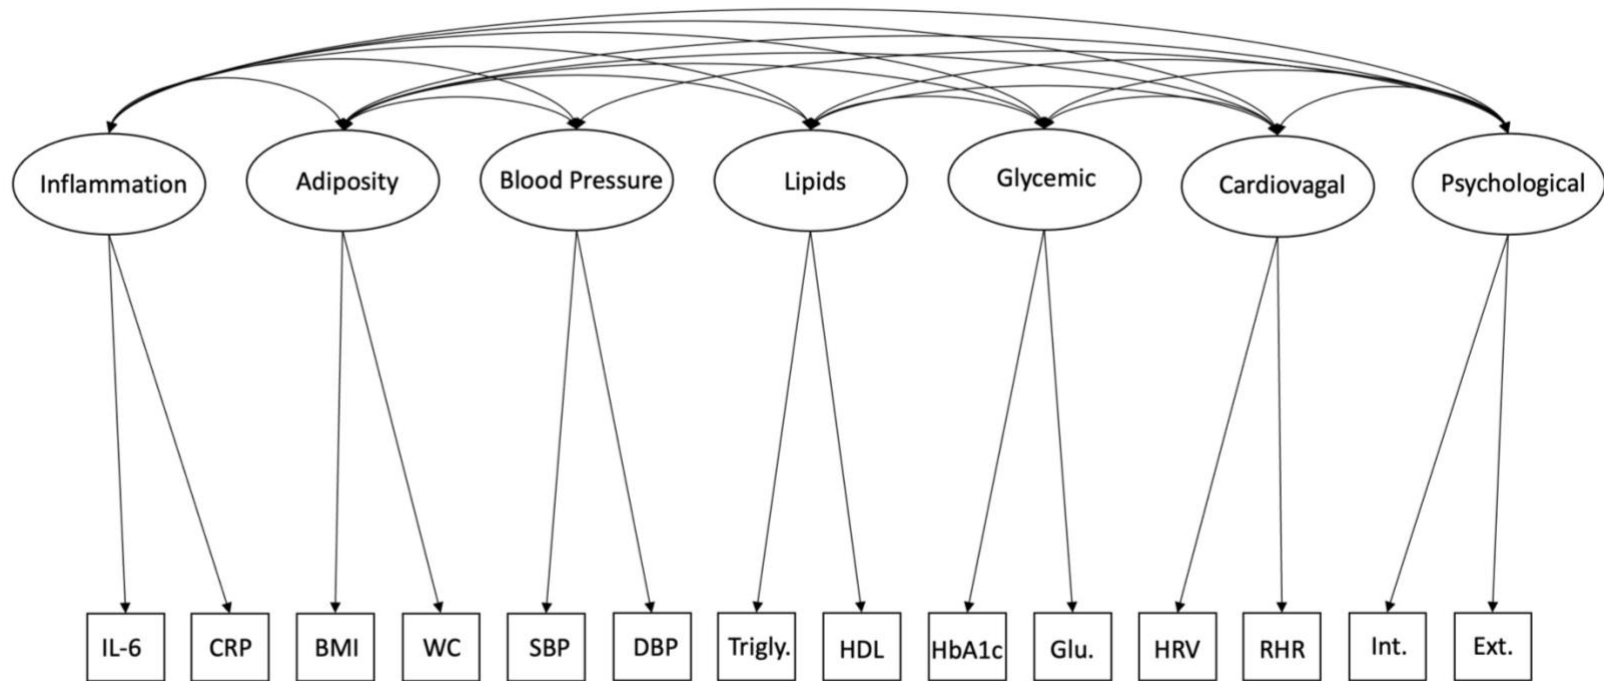 Inflammation
Adiposity
Blood Pressure
Lipids
Glycemic
Cardiovagal
Psychological
IL-6
CRP
BMI
WC
SBP
DBP
Trigly.
HDL
HbA1c
Glu.
HRV
RHR
Int.
Ext.